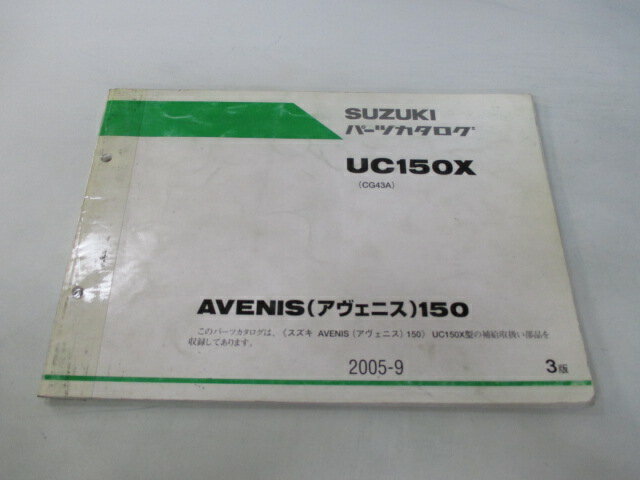 SUZUKI
パーツカタログ
UC150X
(CG43A)
AVENIS(アヴェニス)150
このパーツカタログは、《スズキ AVENIS(アヴェニス)150》 UC150X型の補給取扱い部品を
収録してあります。
2005-9
3版